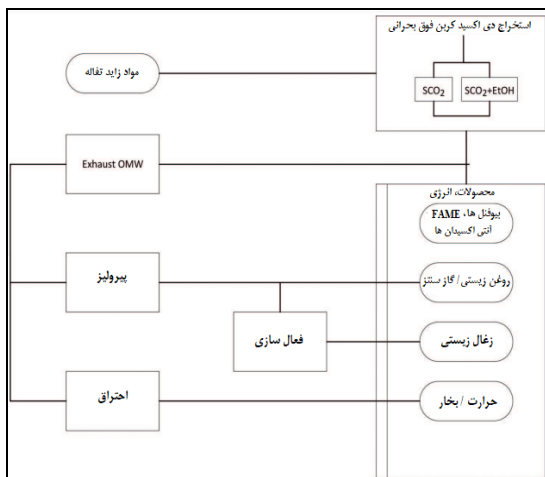 استخراج دی اکسید کربن فوق بحرانی
مواد زاید تفاله
SCO₂
SCO₂+EtOH
Exhaust OMW
محصولات، انرژی
بیوفنل ها، FAME
آنتی اکسیدان ها
پیرولیز
روغن زیستی/ گاز سنتز
فعال سازی
زغال زیستی
احتراق
حرارت / بخار